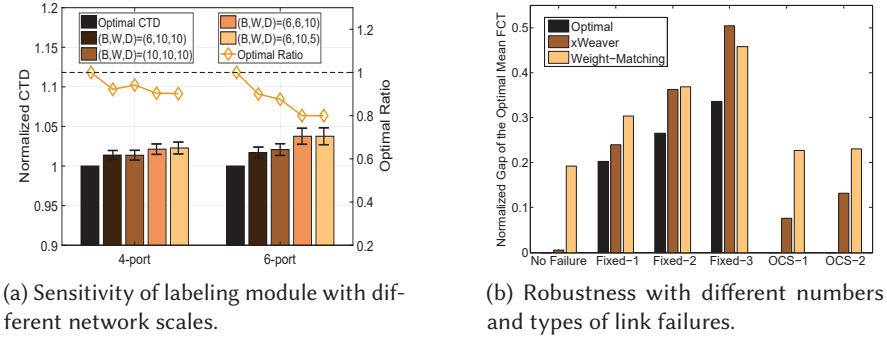 Optimal CTD
(B,W,D)=(6,10,10)
(B,W,D)=(10,10,10)
(B,W,D)=(6,6,10)
(B,W,D)=(6,10,5)
Optimal Ratio
Normalized CTD
1.2
1.15
1.1
1.05
1
0.95
0.9
1.2
1
0.8
0.6
0.4
0.2
Optimal Ratio
4-port
6-port
(a) Sensitivity of labeling module with dif-
ferent network scales.
Optimal
xWeaver
Weight-Matching
Normalized Gap of the Optimal Mean FCT
0.5
0.4
0.3
0.2
0.1
0
No Failure
Fixed-1
Fixed-2
Fixed-3
OCS-1
OCS-2
(b) Robustness with different numbers
and types of link failures.